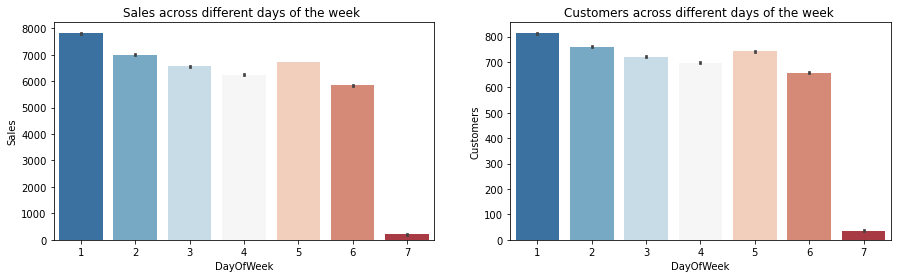 Sales across different days of the week
8000
7000
6000
5000
4000
3000
2000
1000
0
Sales
1 2 3 4 5 6 7
DayOfWeek
Customers across different days of the week
800
700
600
500
400
300
200
100
0
Customers
1 2 3 4 5 6 7
DayOfWeek